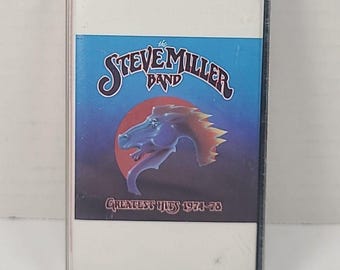 the
STEVE MILLER
BAND
GREATEST HITS 1974-78